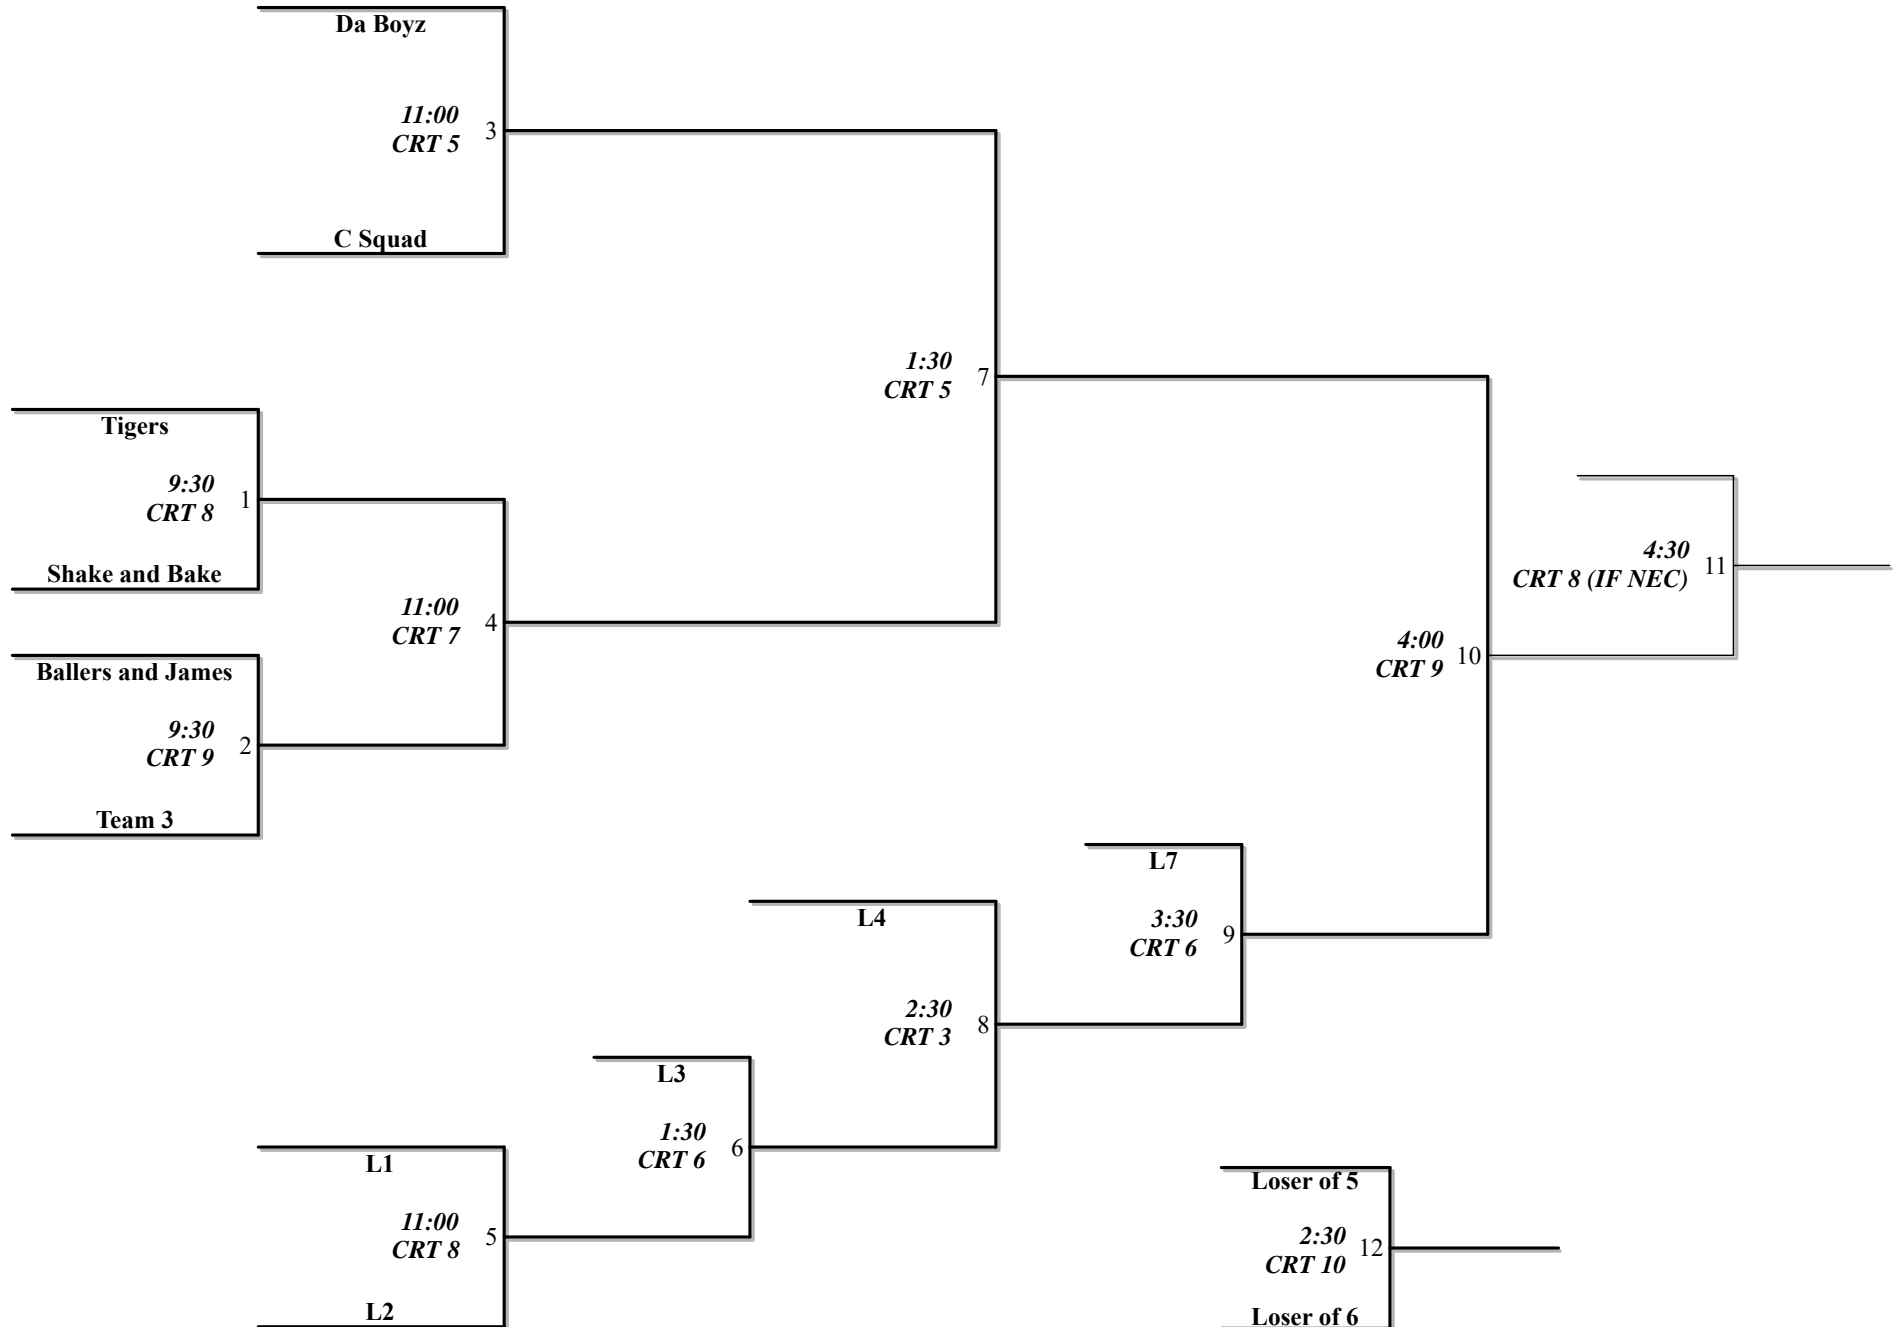 Da Boyz
11:00
CRT 5
3
C Squad
1:30
CRT 5
7
Tigers
9:30
CRT 8
1
Shake and Bake
11:00
CRT 7
4
4:30
CRT 8 (IF NEC)
11
Ballers and James
9:30
CRT 9
2
Team 3
4:00
CRT 9
10
L7
3:30
CRT 6
9
L4
2:30
CRT 3
8
L3
1:30
CRT 6
6
L1
11:00
CRT 8
5
L2
Loser of 5
2:30
CRT 10
12
Loser of 6